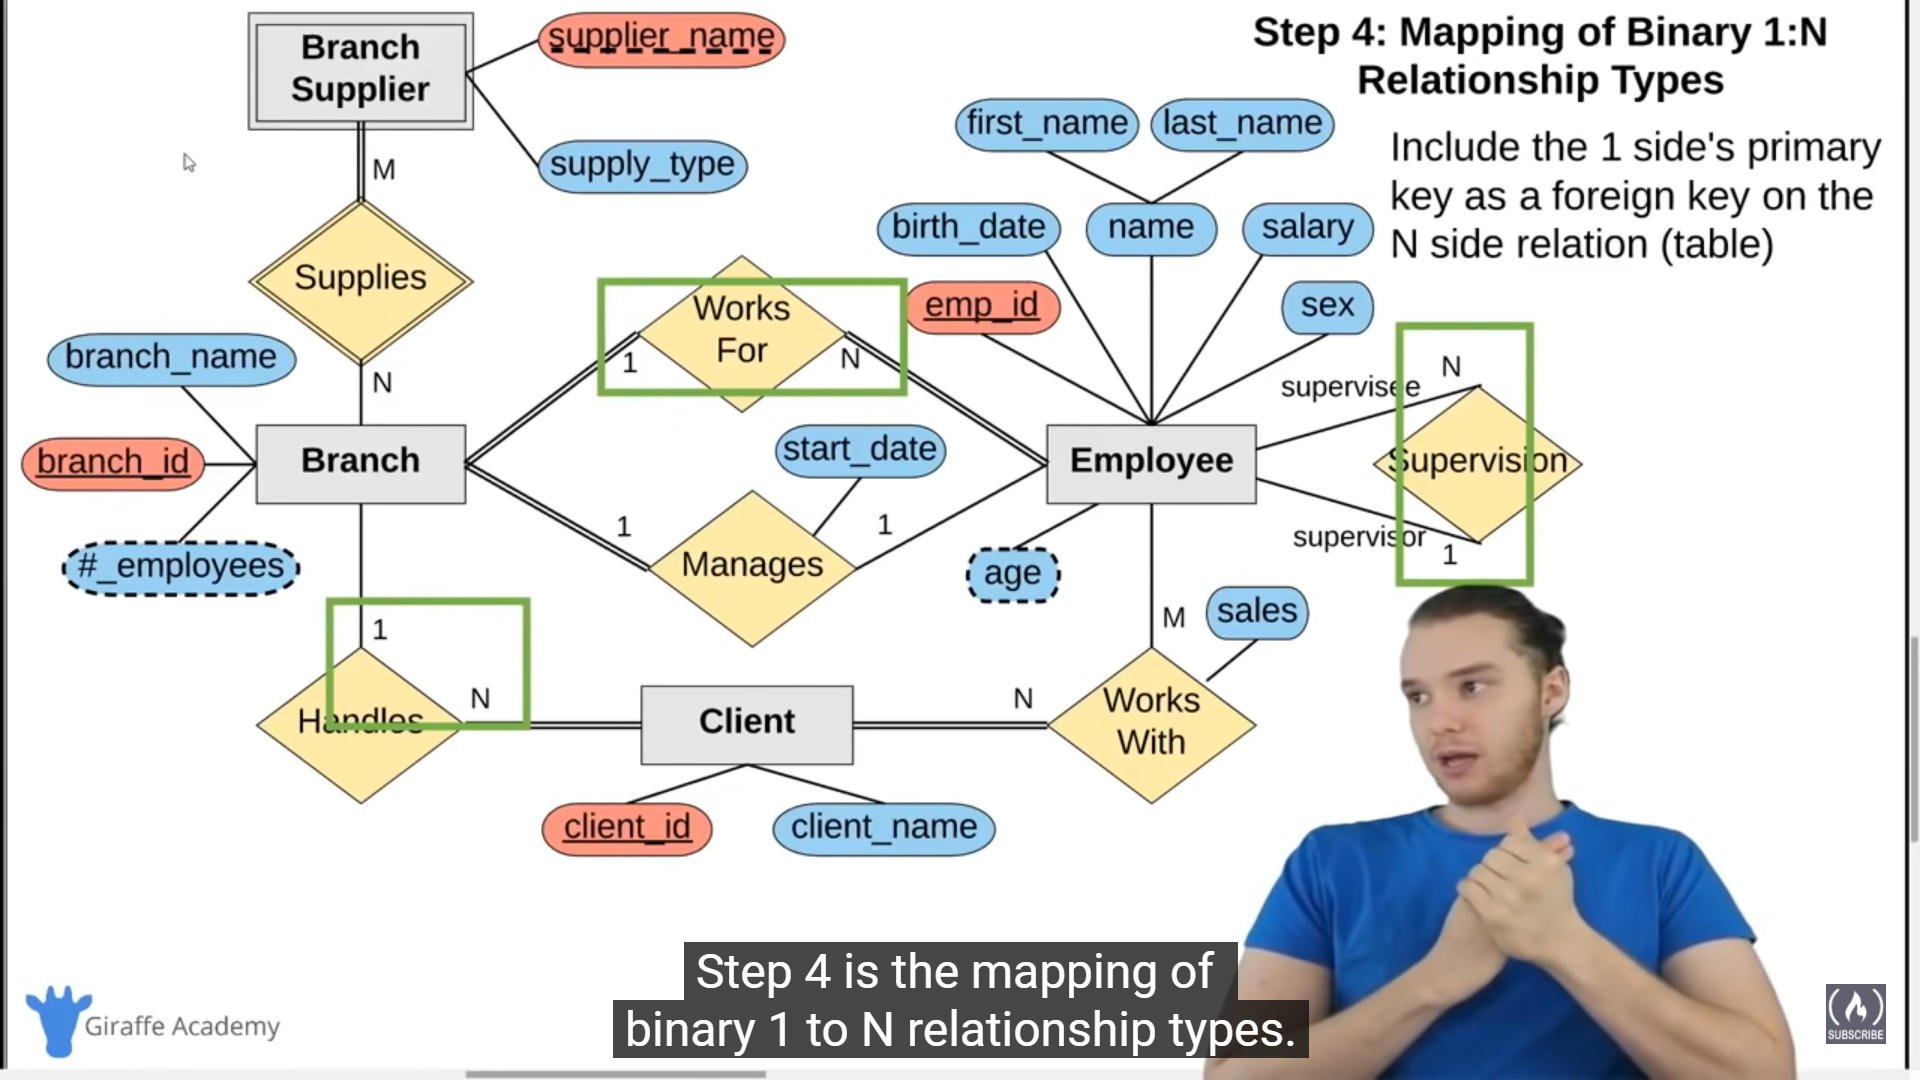 Step 4: Mapping of Binary 1:N
Relationship Types
Include the 1 side's primary
key as a foreign key on the
N side relation (table)
Branch
Supplier
supplier_name
supply_type
M
Supplies
N
first_name
last_name
birth_date
name
salary
emp_id
sex
branch_name
branch_id
#_employees
Branch
Works
For
1
N
start_date
1
Manages
1
Employee
age
supervisee
N
Supervision
supervisor
1
1
Handles
N
Client
client_id
client_name
N
M
sales
Works
With
Step 4 is the mapping of
binary 1 to N relationship types.
Giraffe Academy
SUBSCRIBE